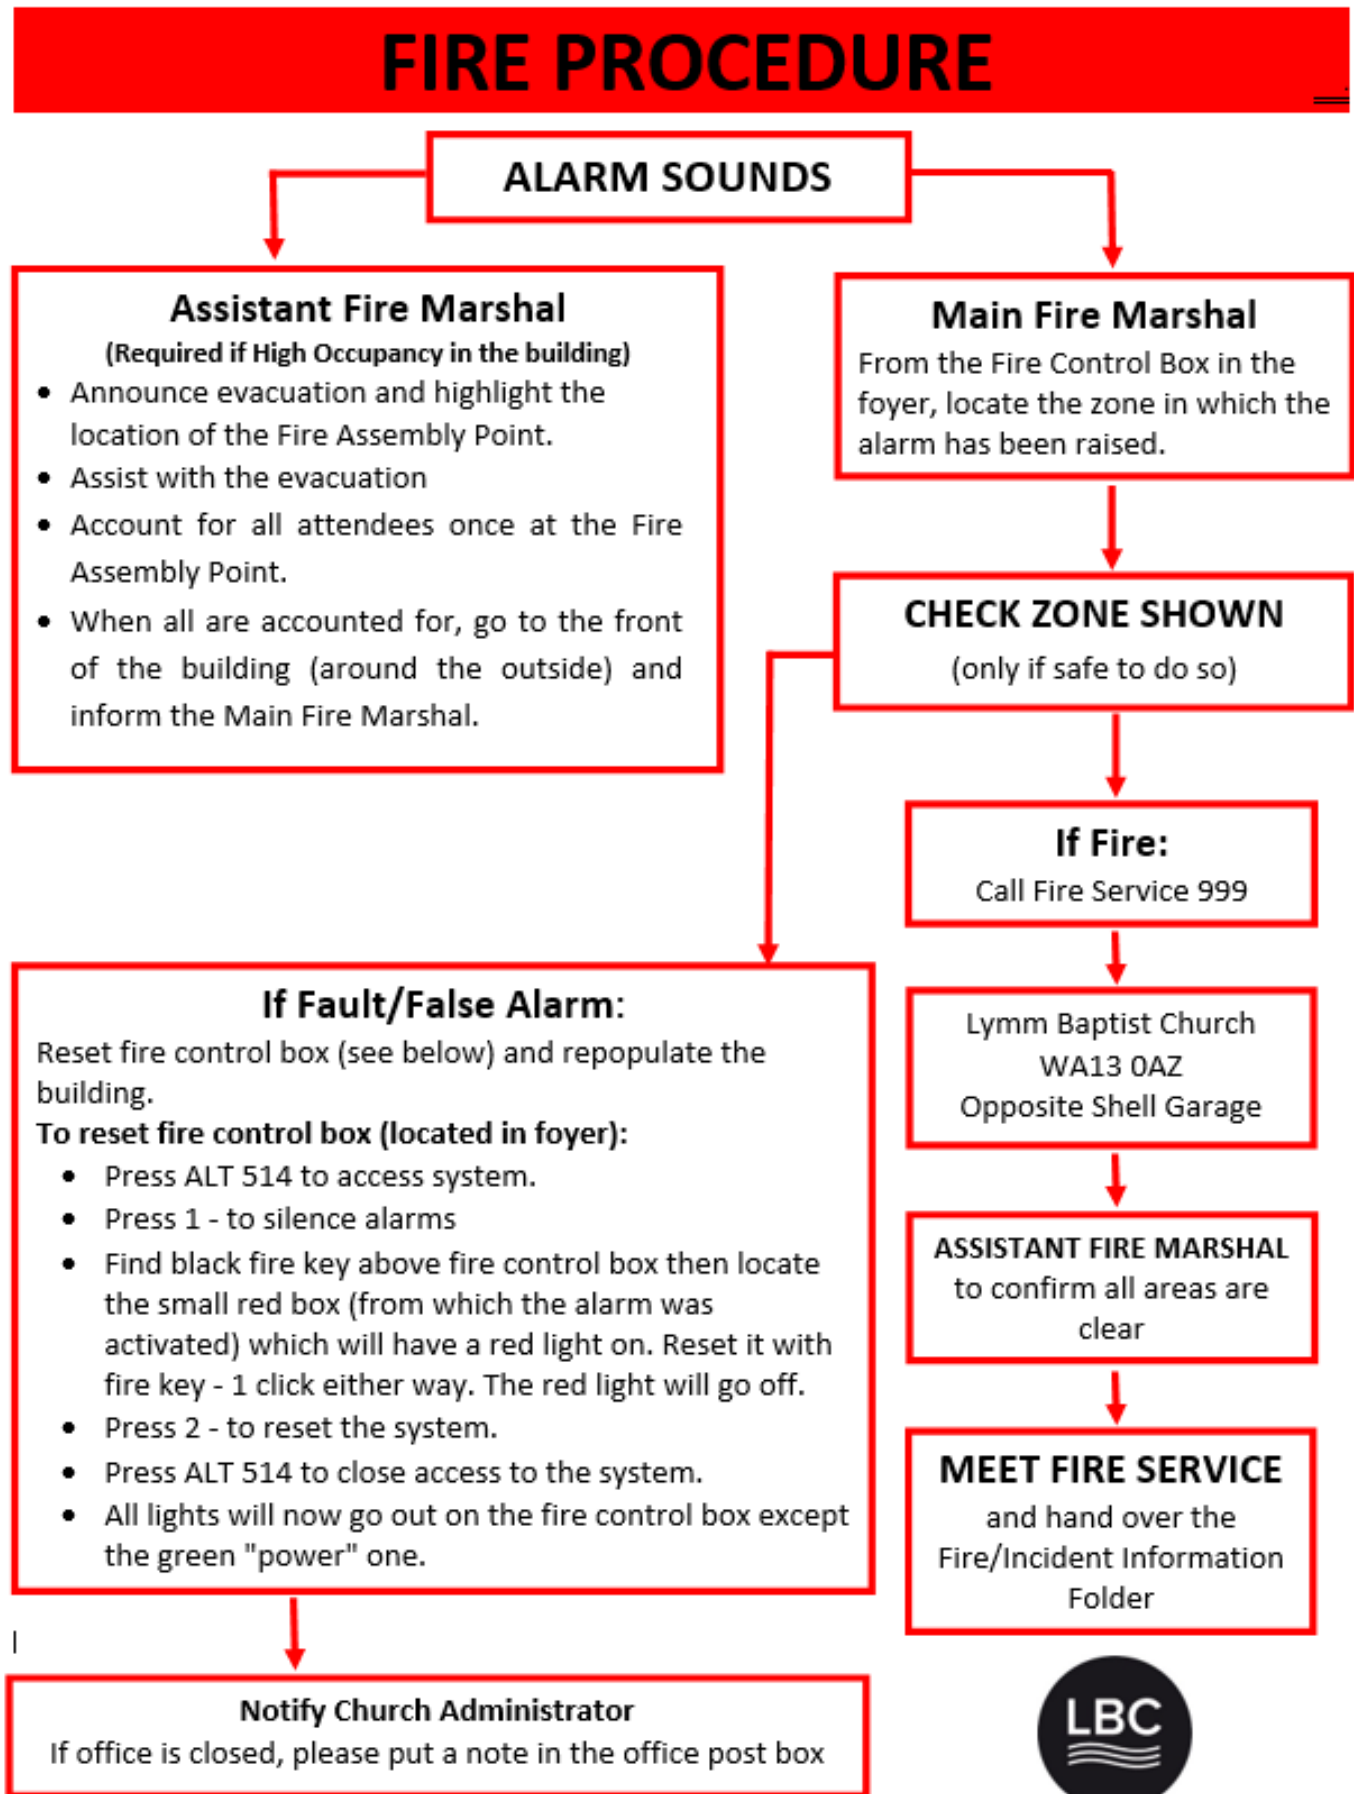 FIRE PROCEDURE
ALARM SOUNDS
Assistant Fire Marshal
(Required if High Occupancy in the building)
• Announce evacuation and highlight the
location of the Fire Assembly Point.
• Assist with the evacuation
• Account for all attendees once at the Fire
Assembly Point.
• When all are accounted for, go to the front
of the building (around the outside) and
inform the Main Fire Marshal.
Main Fire Marshal
From the Fire Control Box in the
foyer, locate the zone in which the
alarm has been raised.
CHECK ZONE SHOWN
(only if safe to do so)
If Fire:
Call Fire Service 999
Lymm Baptist Church
WA13 0AZ
Opposite Shell Garage
ASSISTANT FIRE MARSHAL
to confirm all areas are
clear
MEET FIRE SERVICE
and hand over the
Fire/Incident Information
Folder
If Fault/False Alarm:
Reset fire control box (see below) and repopulate the
building.
To reset fire control box (located in foyer):
• Press ALT 514 to access system.
• Press 1 - to silence alarms
• Find black fire key above fire control box then locate
the small red box (from which the alarm was
activated) which will have a red light on. Reset it with
fire key - 1 click either way. The red light will go off.
• Press 2 - to reset the system.
• Press ALT 514 to close access to the system.
• All lights will now go out on the fire control box except
the green "power" one.
Notify Church Administrator
If office is closed, please put a note in the office post box
LBC